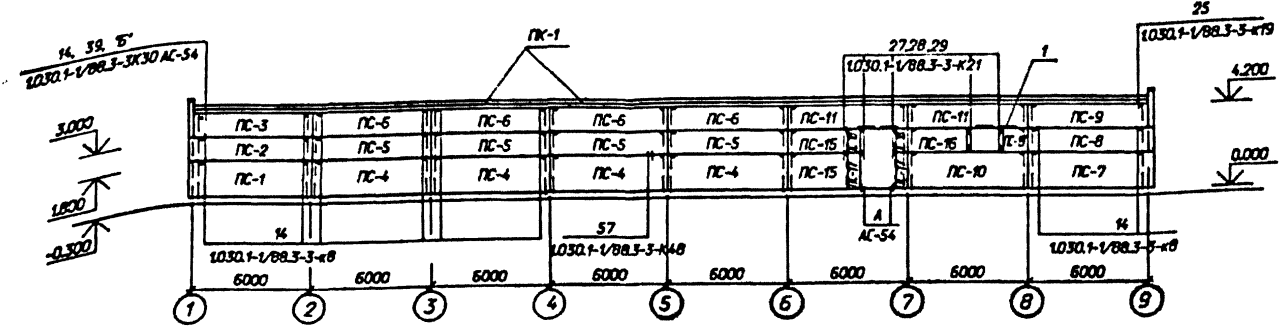 14, 39, "Б"
1.030.1-1/88.3-3К30 АС-54
ПК-1
27,28,29
1.030.1-1/88.3-3-К21
1
25
1.030.1-1/88.3-3-К19
4.200
3.000
ПС-3 ПС-6 ПС-6 ПС-6 ПС-6 ПС-11 ПС-11 ПС-9
ПС-2 ПС-5 ПС-5 ПС-5 ПС-5 ПС-15 ПС-16 ПС-8
ПС-1 ПС-4 ПС-4 ПС-4 ПС-4 ПС-15 ПС-17 ПС-17 ПС-10 ПС-7
0.000
1.800
-0.300
14
1.030.1-1/88.3-3-к8
57
1.030.1-1/88.3-3-К48
А
АС-54
14
1.030.1-1/88.3-3-к8
6000 6000 6000 6000 6000 6000 6000 6000
1 2 3 4 5 6 7 8 9